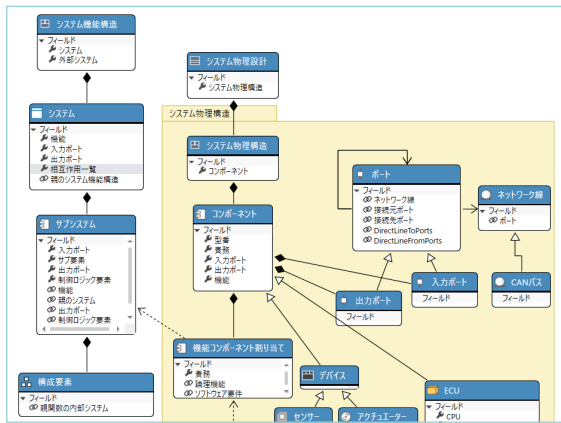 システム機能構造
フィールド
システム
外部システム
システム
フィールド
機能
入力ポート
出力ポート
相互作用一覧
親のシステム機能構造
サブシステム
フィールド
入力ポート
サブ要素
出力ポート
制御ロジック要素
機能
親のシステム
出力ポート
制御ロジック要素
構成要素
フィールド
親関数の内部システム
システム物理設計
フィールド
システム物理構造
システム物理構造
システム物理構造
フィールド
コンポーネント
コンポーネント
フィールド
型番
責務
入力ポート
出力ポート
機能
機能コンポーネント割り当て
フィールド
責務
論理機能
ソフトウェア要件
ポート
フィールド
ネットワーク線
接続元ポート
接続先ポート
DirectLineToPorts
DirectLineFromPorts
ネットワーク線
フィールド
ポート
出力ポート
フィールド
入力ポート
フィールド
CANバス
フィールド
デバイス
センサー
アクチュエーター
ECU
フィールド
CPU